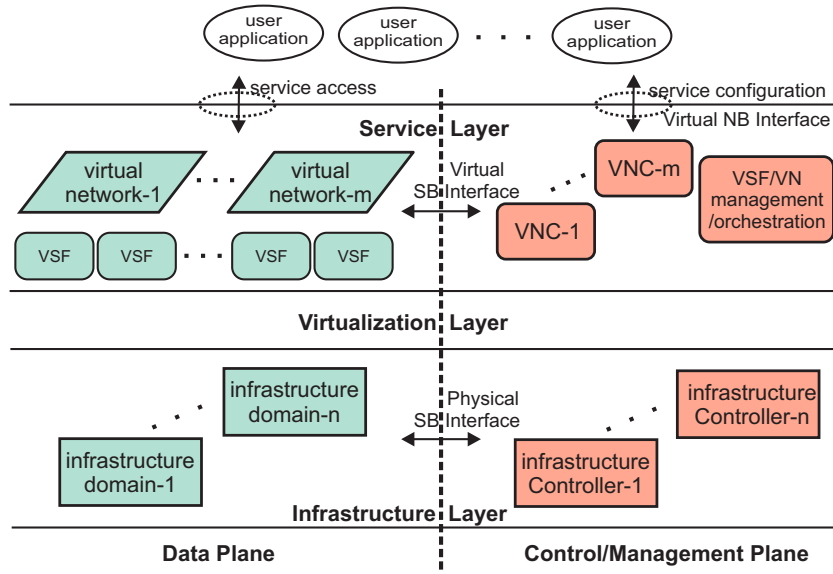 user
application
user
application
. . . .
user
application
service access
service configuration
Virtual NB Interface
Service Layer
virtual
network-1
. . .
virtual
network-m
Virtual
SB Interface
VNC-m
. . .
VNC-1
VSF/VN
management
/orchestration
VSF
VSF
. . .
VSF
VSF
Virtualization Layer
infrastructure
domain-n
. . .
infrastructure
domain-1
Physical
SB Interface
infrastructure
Controller-n
. . .
infrastructure
Controller-1
Infrastructure Layer
Data Plane
Control/Management Plane